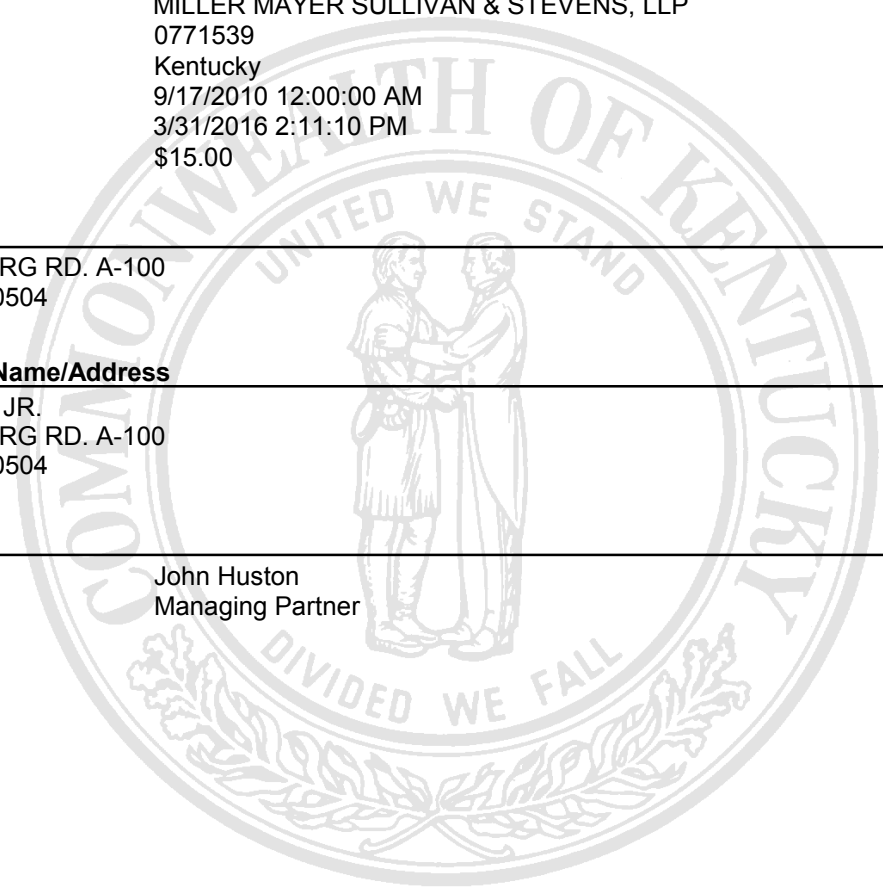 MILLER MAYER SULLIVAN & STEVENS, LLP
0771539
Kentucky
9/17/2010 12:00:00 AM
3/31/2016 2:11:10 PM
$15.00
RG RD. A-100
0504
Name/Address
JR.
RG RD. A-100
0504
John Huston
Managing Partner
COMMONWEALTH OF KENTUCKY
UNITED WE STAND
DIVIDED WE FALL